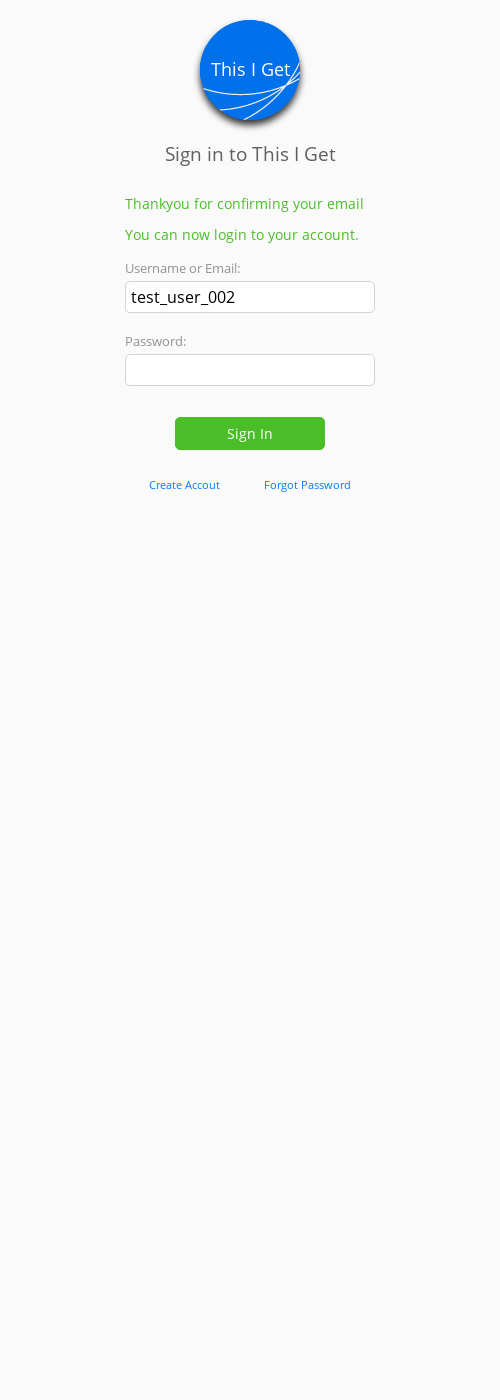 This I Get
Sign in to This I Get
Thankyou for confirming your email
You can now login to your account.
Username or Email:
test_user_002
Password:
Sign In
Create Accout Forgot Password